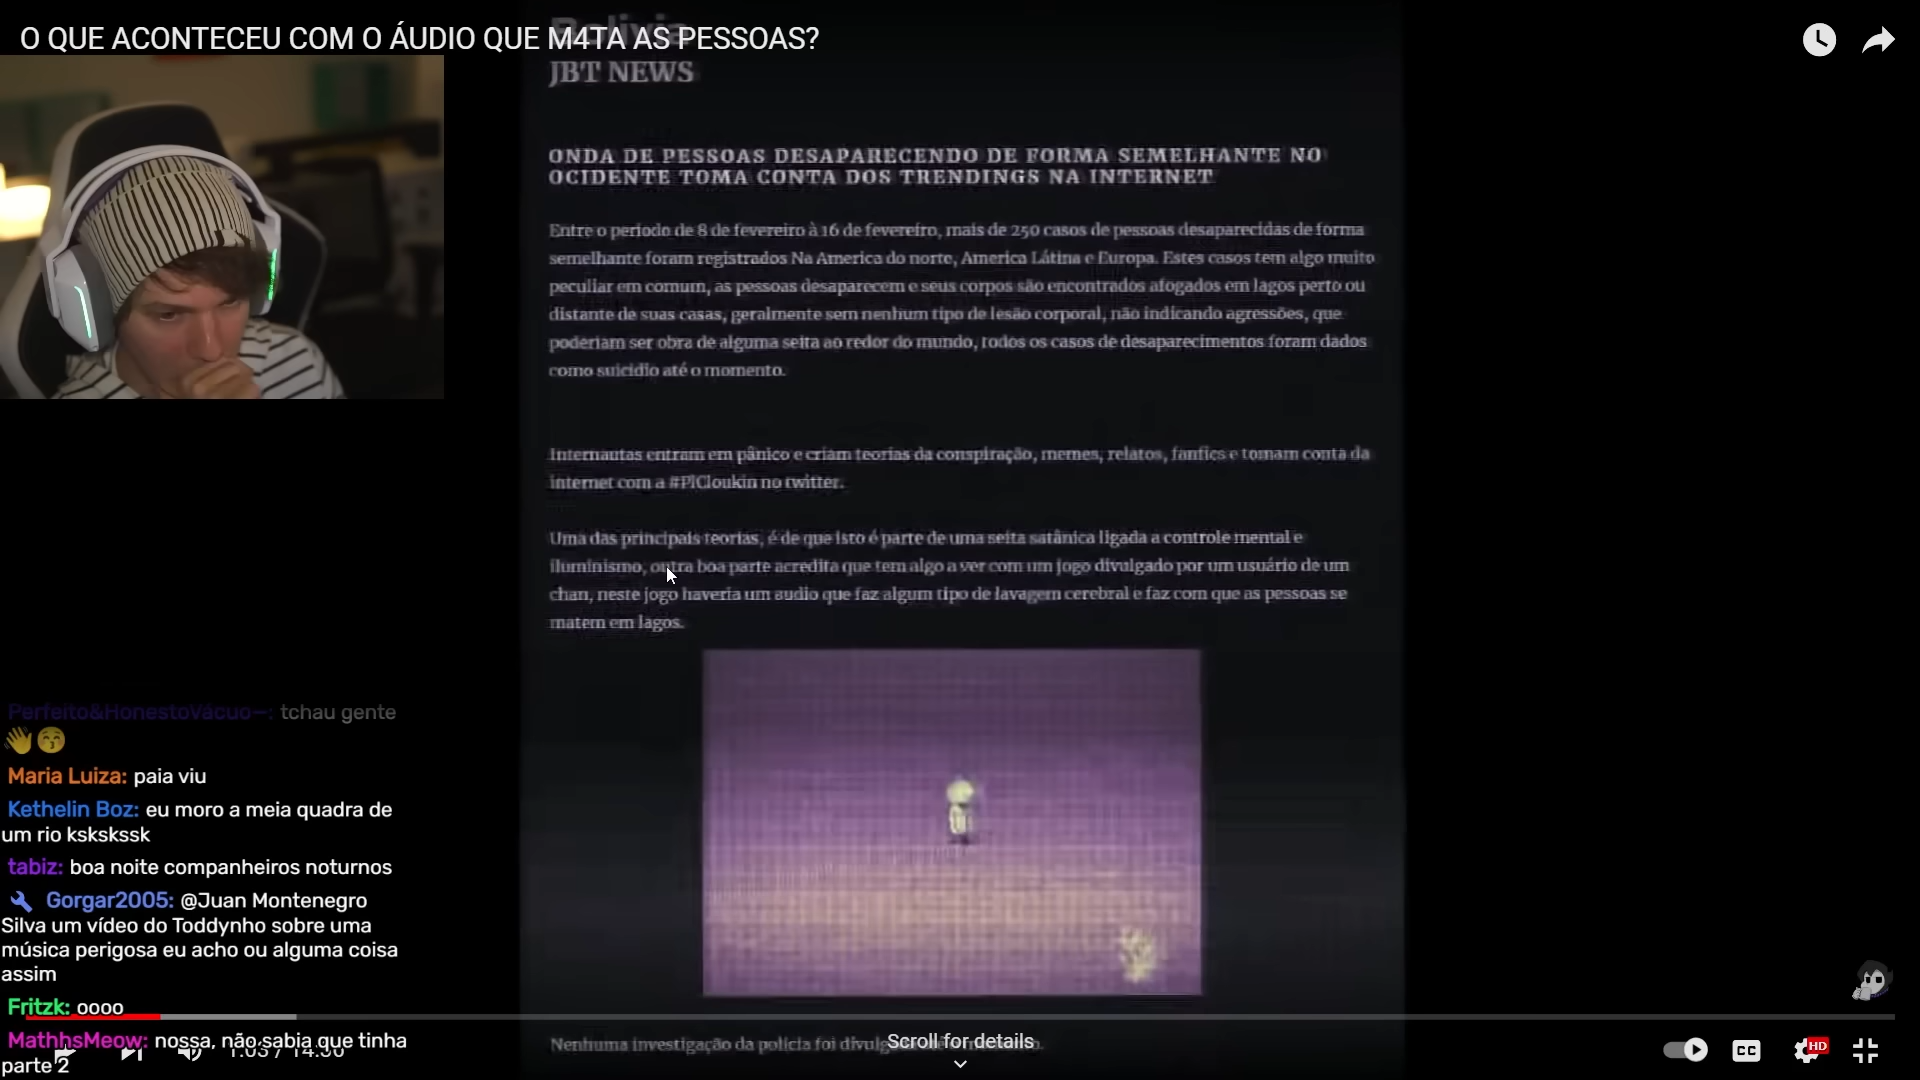 O QUE ACONTECEU COM O ÁUDIO QUE M4TA AS PESSOAS?
Bolivia
JBT NEWS
ONDA DE PESSOAS DESAPARECENDO DE FORMA SEMELHANTE NO
OCIDENTE TOMA CONTA DOS TRENDINGS NA INTERNET
Entre o período de 8 de fevereiro à 16 de fevereiro, mais de 250 casos de pessoas desaparecidas de forma
semelhante foram registrados Na America do norte, America Látina e Europa. Estes casos tem algo muito
peculiar em comum, as pessoas desaparecem e seus corpos são encontrados afogados em lagos perto ou
distante de suas casas, geralmente sem nenhum tipo de lesão corporal, não indicando agressões, que
poderiam ser obra de alguma seita ao redor do mundo, todos os casos de desaparecimentos foram dados
como suicidio até o momento.
Internautas entram em pânico e criam teorias da conspiração, memes, relatos, fanfics e tomam conta da
internet com a #PlCloukin no twitter.
Uma das principais teorias, é de que isto é parte de uma seita satânica ligada a controle mental e
iluminismo, outra boa parte acredita que tem algo a ver com um jogo divulgado por um usuário de um
chan, neste jogo haveria um audio que faz algum tipo de lavagem cerebral e faz com que as pessoas se
matem em lagos.
Nenhuma investigação da policia foi
Scroll for details
Perfeito&HonestoVácuo—: tchau gente
👋😚
Maria Luiza: paia viu
Kethelin Boz: eu moro a meia quadra de
um rio ksksksk
tabiz: boa noite companheiros noturnos
Gorgar2005: @Juan Montenegro
Silva um vídeo do Toddynho sobre uma
música perigosa eu acho ou alguma coisa
assim
Fritzk: oooo
MathhsMeow: nossa, não sabia que tinha
parte 2
1:03 / 14:30
CC
HD